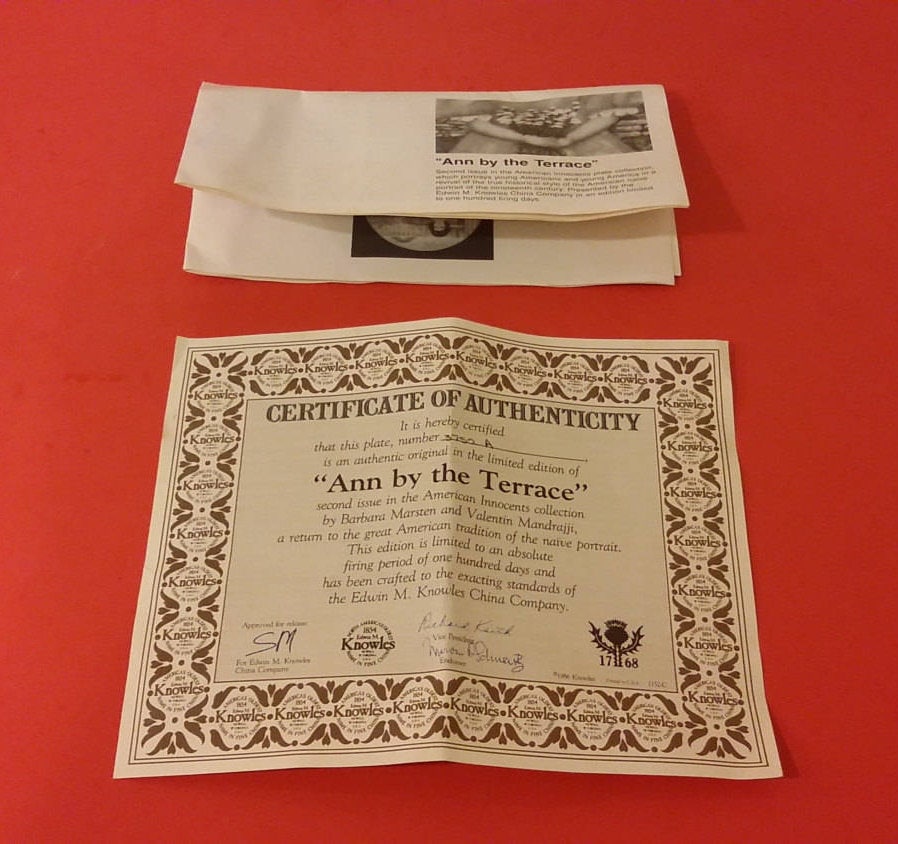 "Ann by the Terrace"
Second issue in the American Innocents plate collection,
which portrays young Americans and young America in a
revival of the true historical style of the American naive
portrait of the nineteenth century. Presented by the
Edwin M. Knowles China Company in an edition limited
to one hundred firing days.
CERTIFICATE OF AUTHENTICITY
It is hereby certified
that this plate, number
is an authentic original in the limited edition of
“Ann by the Terrace”
second issue in the American Innocents collection
by Barbara Marsten and Valentin Mandrajji,
a return to the great American tradition of the naive portrait.
This edition is limited to an absolute
firing period of one hundred days and
has been crafted to the exacting standards of
the Edwin M. Knowles China Company.
Approved for release:
SM
For Edwin M. Knowles
China Company
1854
Edwin M.
Knowles
Vice President
Endorser
17 68